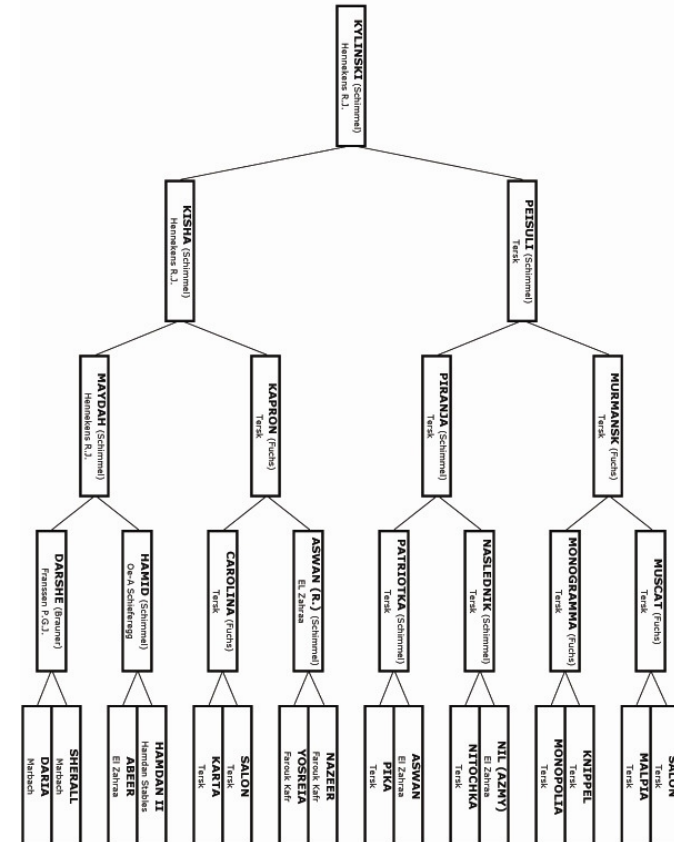 KYLINSKI (Schimmel)
Hennekens R.J.
PEISULI (Schimmel)
Tersk
KISHA (Schimmel)
Hennekens R.J.
MURMANSK (Fuchs)
Tersk
PIRANJA (Schimmel)
Tersk
KAPRON (Fuchs)
Tersk
MAYDAH (Schimmel)
Hennekens R.J.
MUSCAT (Fuchs)
Tersk
MONOGRAMMA (Fuchs)
Tersk
NASLEDNIK (Schimmel)
Tersk
PATRIOTKA (Schimmel)
Tersk
ASWAN (R.) (Schimmel)
EL Zahraa
CAROLINA (Fuchs)
Tersk
HAMID (Schimmel)
Oe-A Schieferegg
DARSHE (Brauner)
Franssen P.G.J.
SALON
Tersk
MALPIA
Tersk
KNIPPEL
Tersk
MONOPOLIA
Tersk
NIL (AZMY)
El Zahraa
NITOCHKA
Tersk
ASWAN
El Zahraa
PIKA
Tersk
NAZEER
Farouk Kafr
YOSREIA
Farouk Kafr
SALON
Tersk
KARTA
Tersk
HAMDAN II
Hamdan Stables
ABEER
El Zahraa
SHERALL
Marbach
DARIA
Marbach